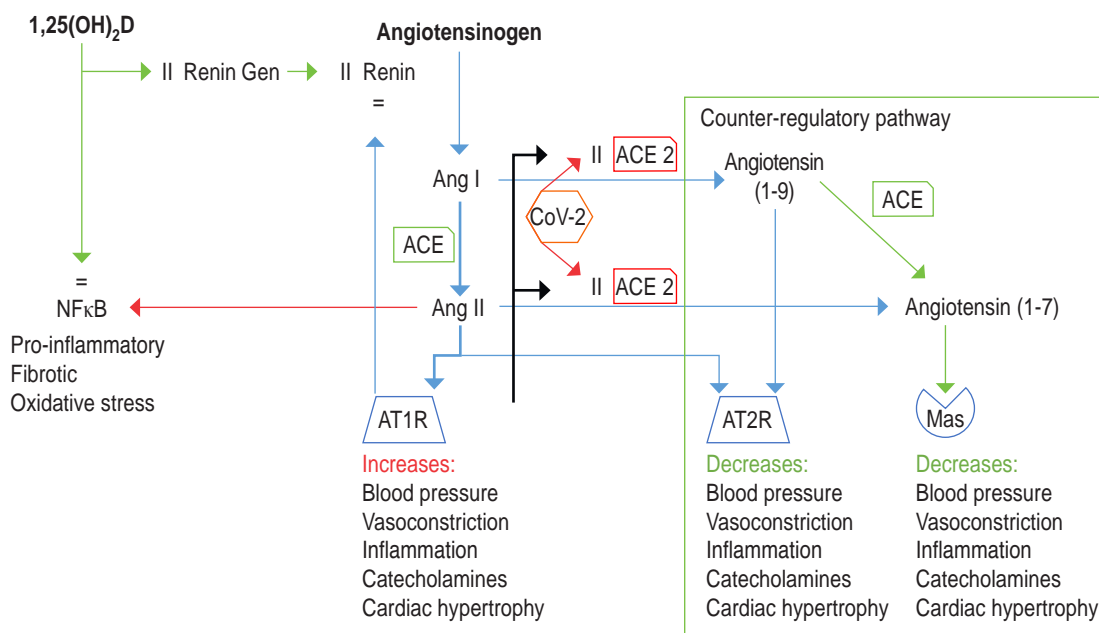 1,25(OH)2D
Angiotensinogen
II Renin Gen
II Renin
=
Counter-regulatory pathway
II ACE 2
Ang I
Angiotensin
(1-9)
CoV-2
ACE
ACE
II ACE 2
=
NFκB
Ang II
Angiotensin (1-7)
Pro-inflammatory
Fibrotic
Oxidative stress
AT1R
AT2R
Mas
Increases:
Blood pressure
Vasoconstriction
Inflammation
Catecholamines
Cardiac hypertrophy
Decreases:
Blood pressure
Vasoconstriction
Inflammation
Catecholamines
Cardiac hypertrophy
Decreases:
Blood pressure
Vasoconstriction
Inflammation
Catecholamines
Cardiac hypertrophy